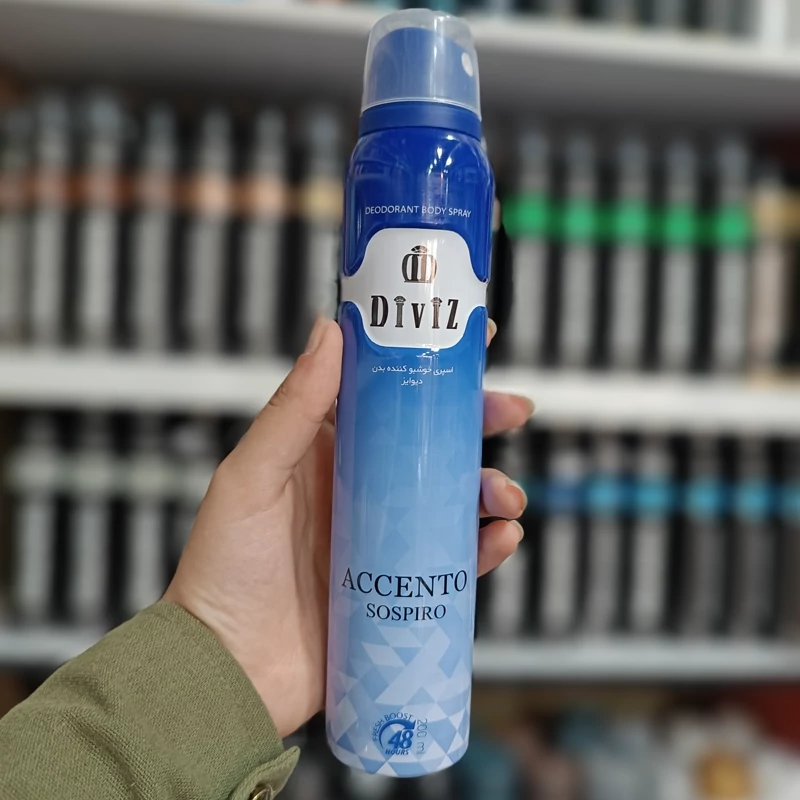 DEODORANT BODY SPRAY
DIVIZ
اسپری خوشبو کننده بدن
دیوایز
ACCENTO
SOSPIRO
FRESH BOOST
48
HOURS
200 ml